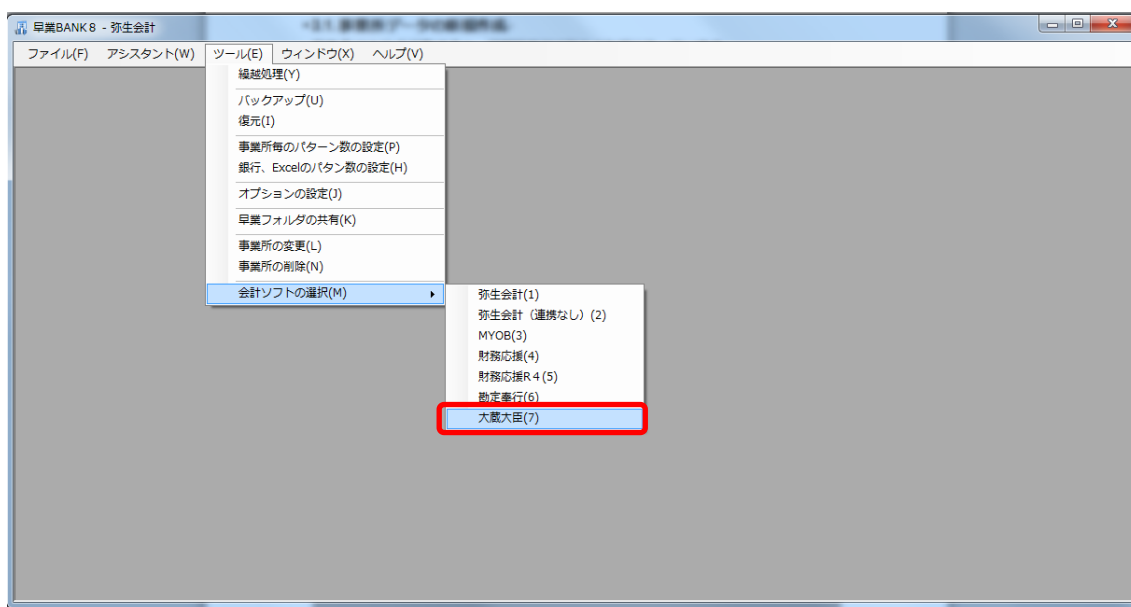 早業BANK８ - 弥生会計
ファイル(F) アシスタント(W) ツール(E) ウィンドウ(X) ヘルプ(V)
繰越処理(Y)
バックアップ(U)
復元(I)
事業所毎のパターン数の設定(P)
銀行、Excelのパタン数の設定(H)
オプションの設定(J)
早業フォルダの共有(K)
事業所の変更(L)
事業所の削除(N)
会計ソフトの選択(M)
弥生会計(1)
弥生会計（連携なし）(2)
MYOB(3)
財務応援(4)
財務応援R４(5)
勘定奉行(6)
大蔵大臣(7)